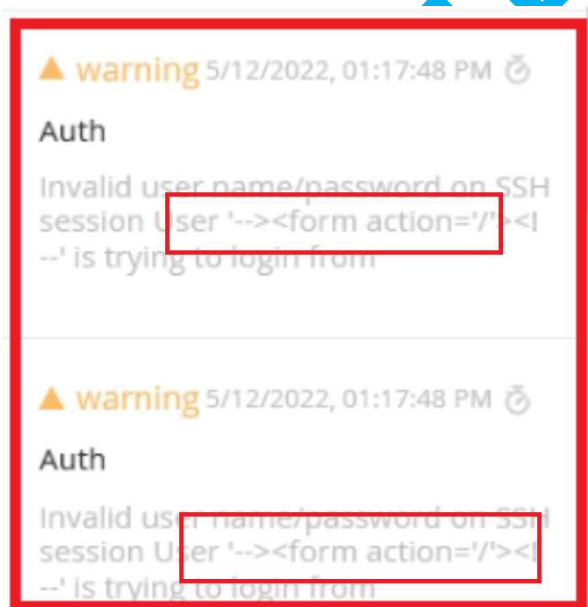 warning 5/12/2022, 01:17:48 PM
Auth
Invalid user name/password on SSH
session User '--><form action='/'><!
--' is trying to login from
warning 5/12/2022, 01:17:48 PM
Auth
Invalid user name/password on SSH
session User '--><form action='/'><!
--' is trying to login from